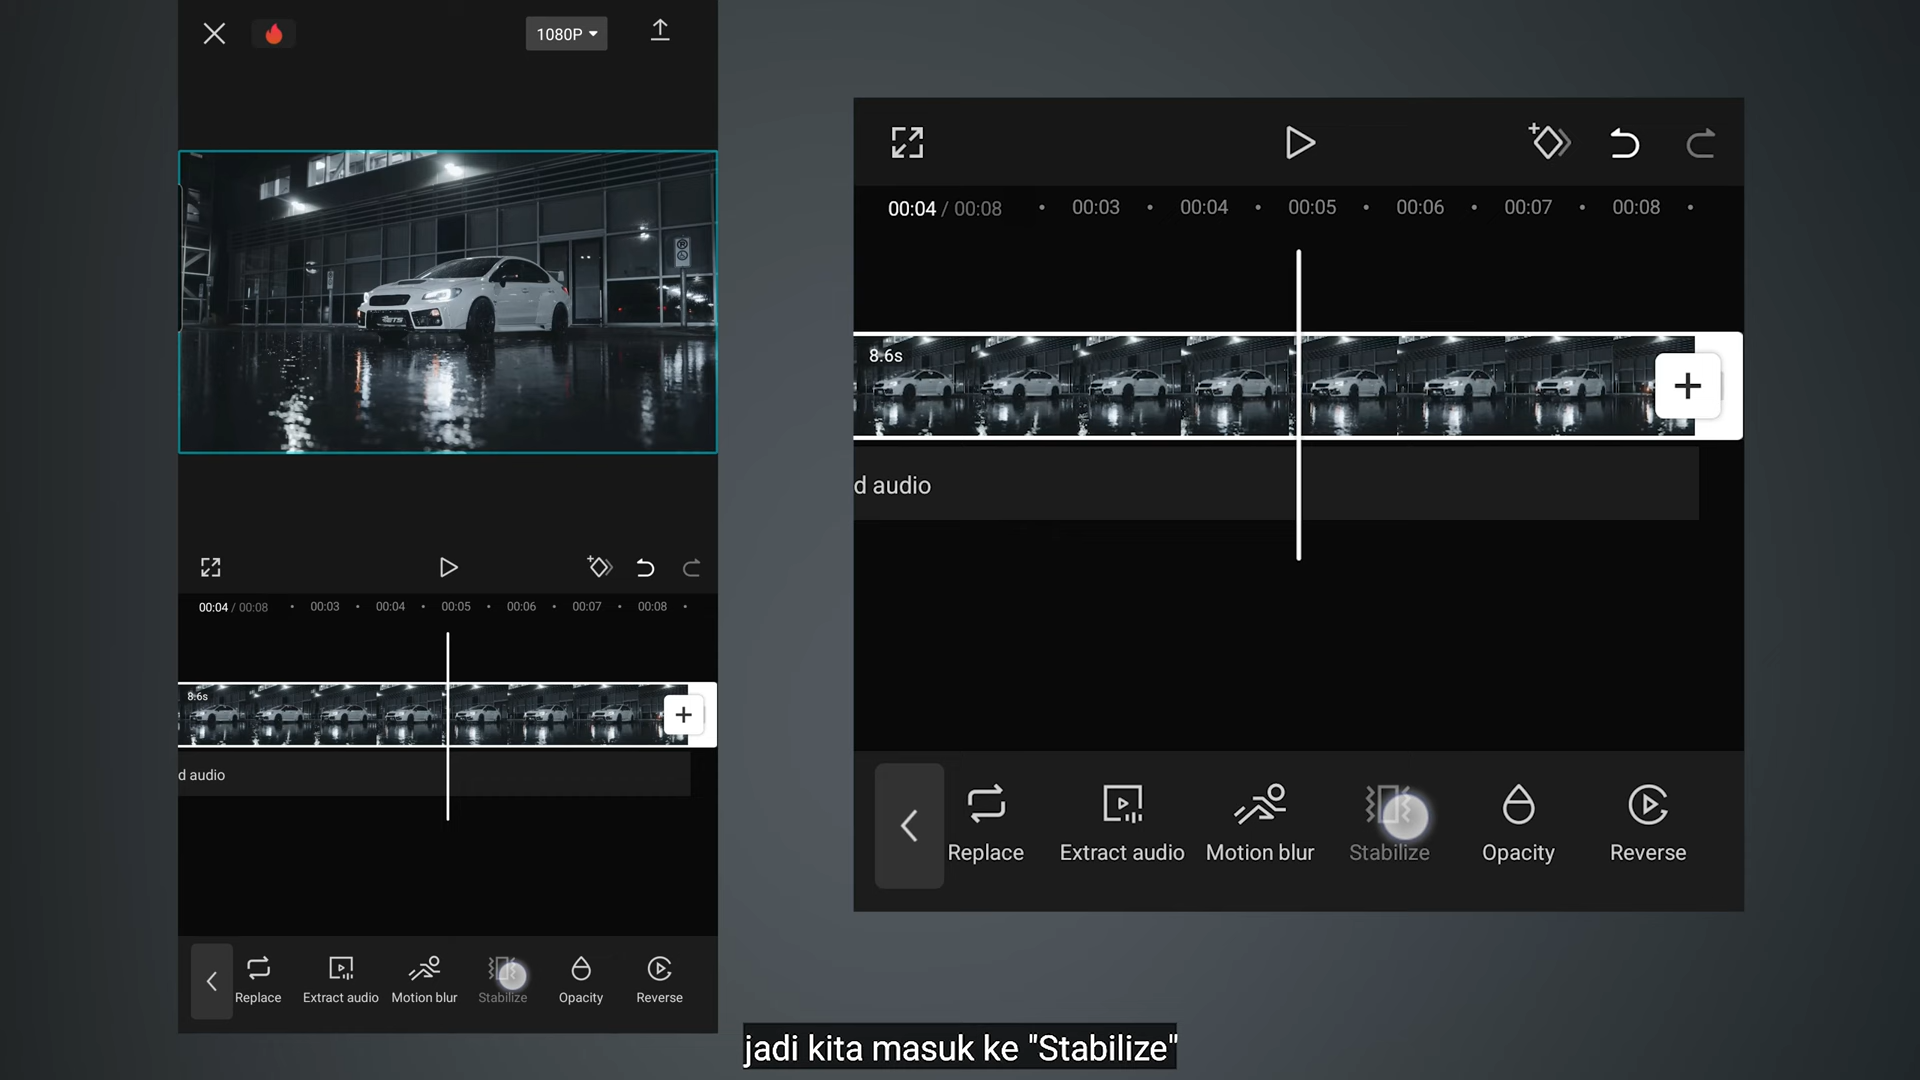 1080P
00:04 / 00:08
00:03
00:04
00:05
00:06
00:07
00:08
8.6s
d audio
Replace
Extract audio
Motion blur
Stabilize
Opacity
Reverse
00:04 / 00:08
00:03
00:04
00:05
00:06
00:07
00:08
8.6s
d audio
Replace
Extract audio
Motion blur
Stabilize
Opacity
Reverse
jadi kita masuk ke "Stabilize"